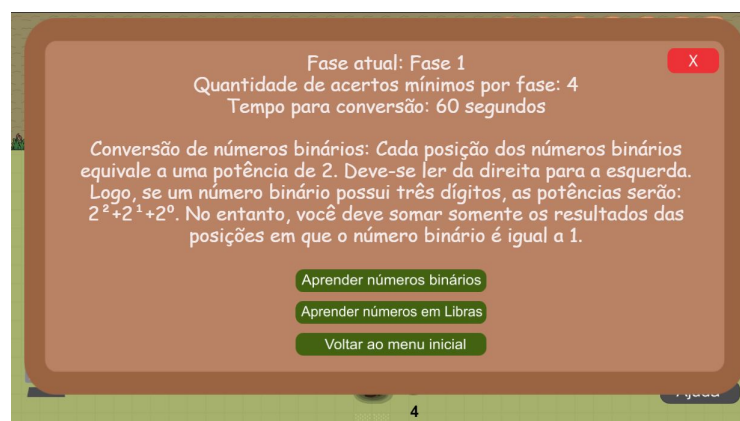 Fase atual: Fase 1
X
Quantidade de acertos mínimos por fase: 4
Tempo para conversão: 60 segundos
Conversão de números binários: Cada posição dos números binários
equivale a uma potência de 2. Deve-se ler da direita para a esquerda.
Logo, se um número binário possui três dígitos, as potências serão:
2²+2¹+2⁰. No entanto, você deve somar somente os resultados das
posições em que o número binário é igual a 1.
Aprender números binários
Aprender números em Libras
Voltar ao menu inicial
4